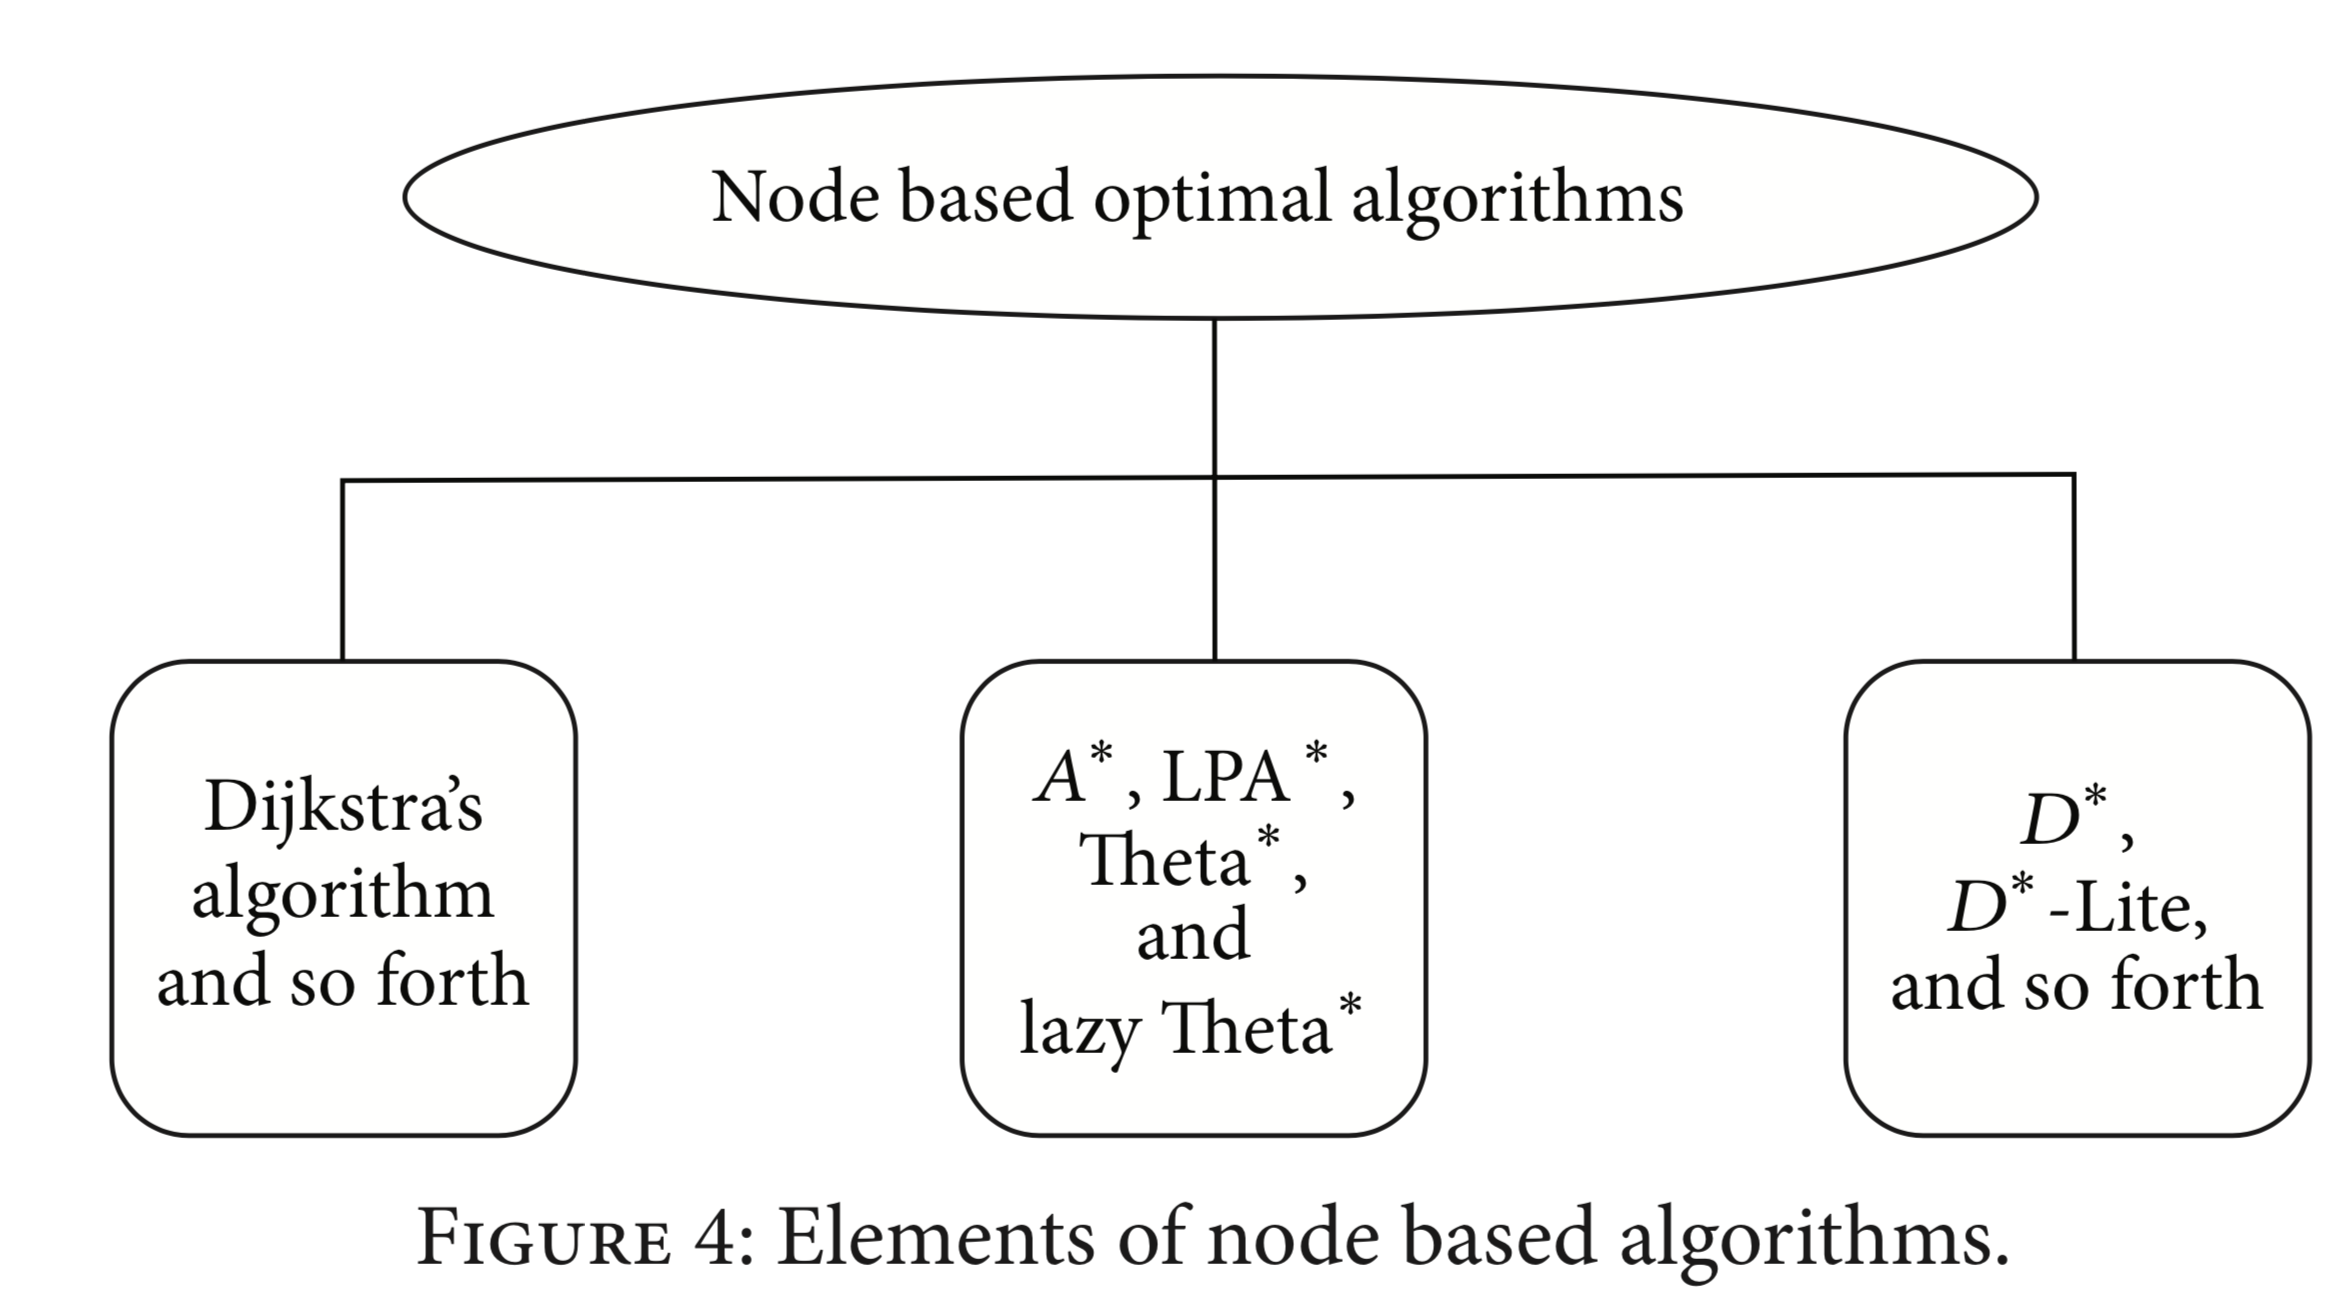 Node based optimal algorithms
Dijkstra's
algorithm
and so forth
A*, LPA*,
Theta*,
and
lazy Theta*
D*,
D*-Lite,
and so forth
FIGURE 4: Elements of node based algorithms.